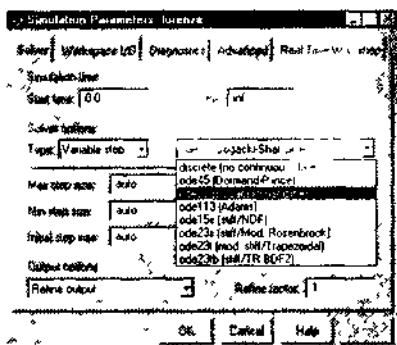 Simulation Parameters: lorenzs
Solver Workspace I/O Diagnostics Advanced Real-Time
Simulation time
Start time: 0.0 inf
Solver options
Type: Variable-step
discrete (no continuous
Max step size: auto
ode45 (Dormand-Prince)
Min step size: auto
ode113 (Adams)
ode15s (stiff/NDF)
Initial step size: auto
ode23s (stiff/Mod. Rosenbrock)
ode23t (mod. stiff/Trapezoidal)
ode23tb (stiff/TR-BDF2)
Output options
Refine output Refine factor: 1
OK Cancel Help